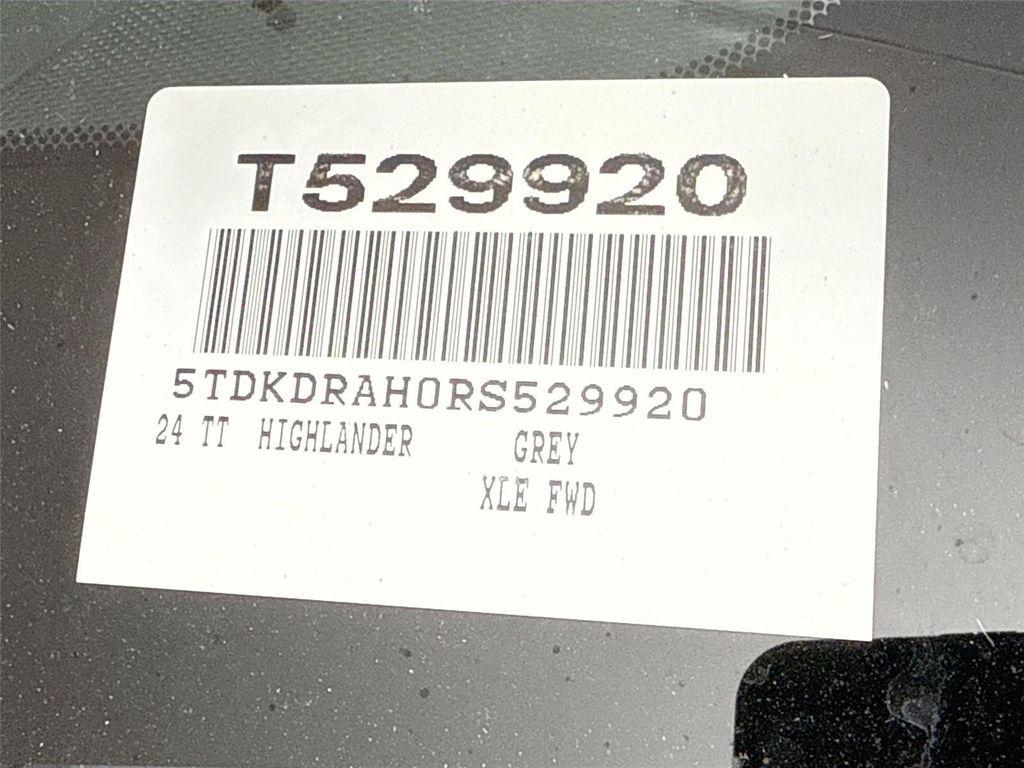 T529920
5TDKDRAH0RS529920
24 TT HIGHLANDER GREY
XLE FWD